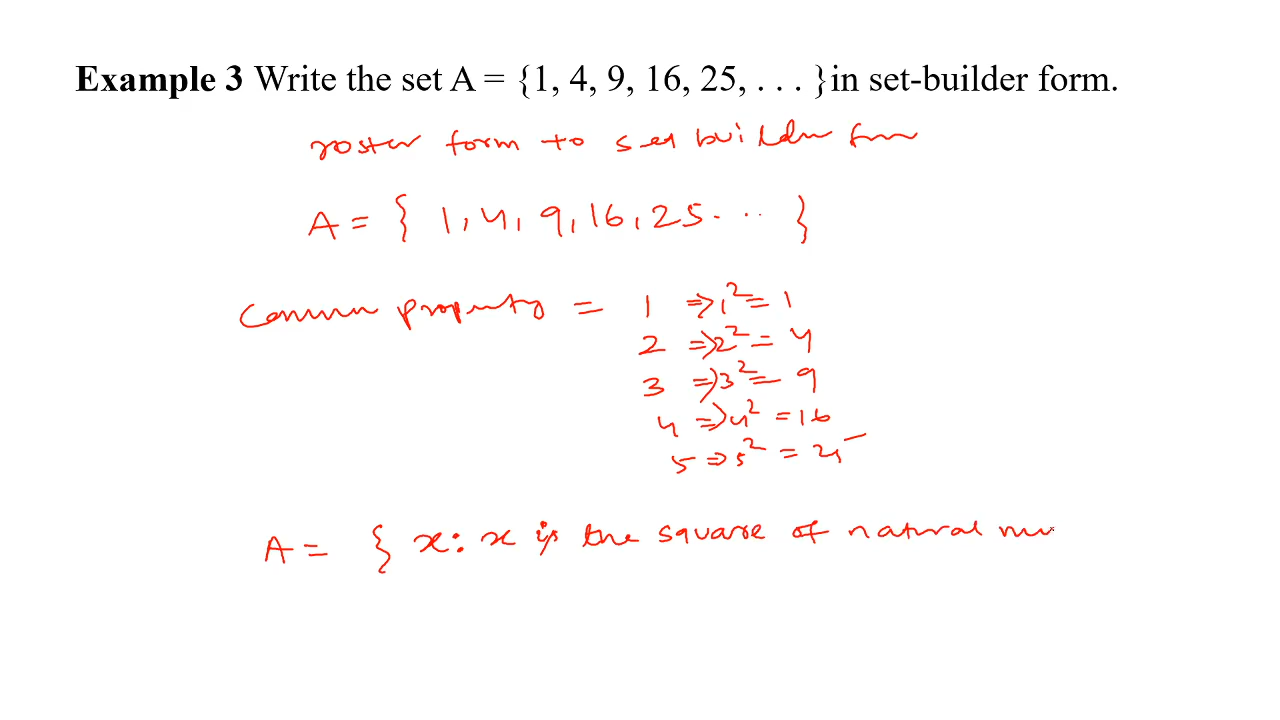 Example 3 Write the set A = {1, 4, 9, 16, 25, . . . }in set-builder form.
roster form to set builder form
A = { 1, 4, 9, 16, 25. .. }
Common property = 1 ⇒ 1² = 1
2 ⇒ 2² = 4
3 ⇒ 3² = 9
4 ⇒ 4² = 16
5 ⇒ 5² = 25
A = { x : x is the square of natural nu